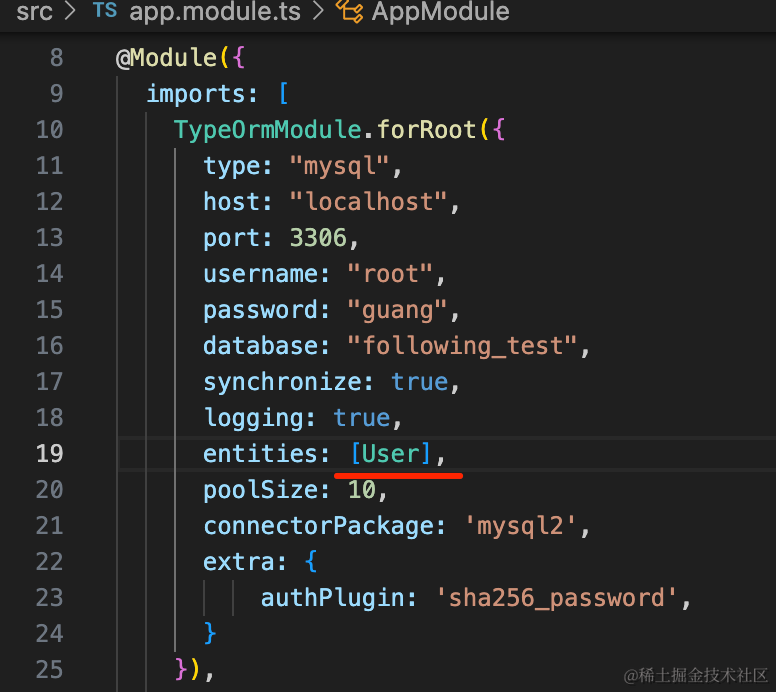 src > TS app.module.ts > AppModule
8 @Module({
9 imports: [
10 TypeOrmModule.forRoot({
11 type: "mysql",
12 host: "localhost",
13 port: 3306,
14 username: "root",
15 password: "guang",
16 database: "following_test",
17 synchronize: true,
18 logging: true,
19 entities: [User],
20 poolSize: 10,
21 connectorPackage: 'mysql2',
22 extra: {
23 authPlugin: 'sha256_password',
24 }
25 }),
@稀土掘金技术社区